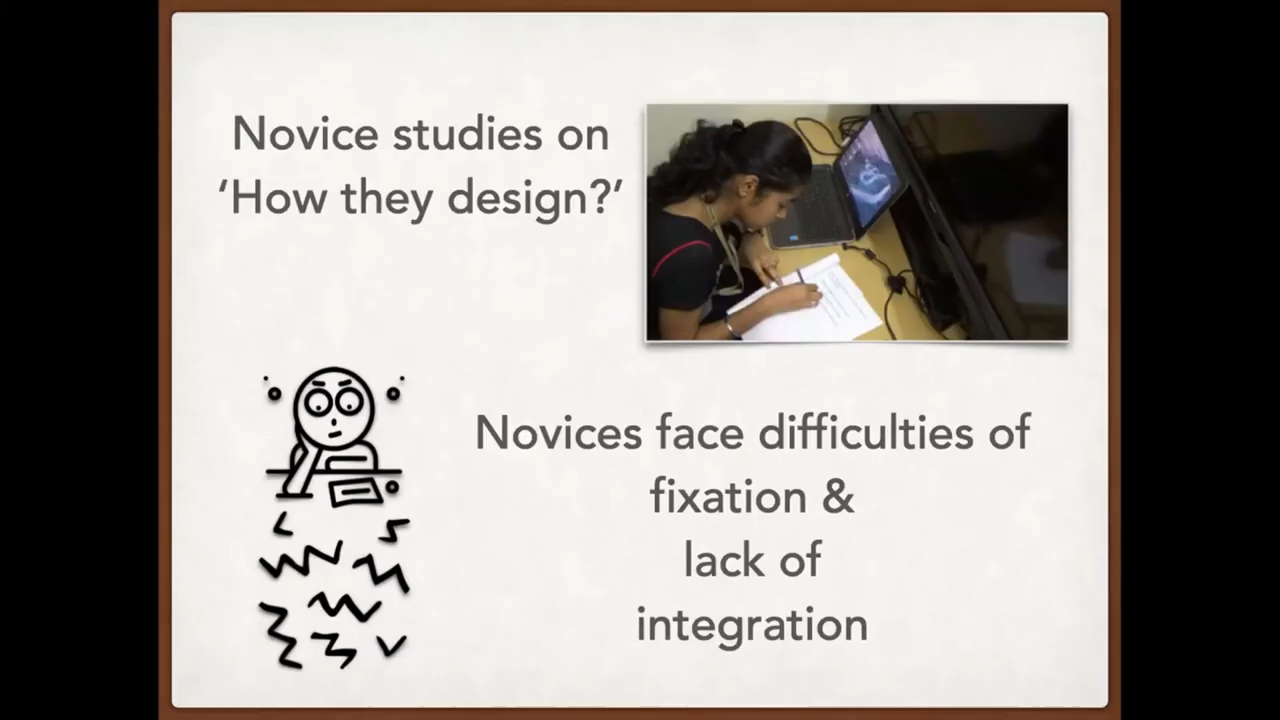 Novice studies on
‘How they design?’
Novices face difficulties of
fixation &
lack of
integration